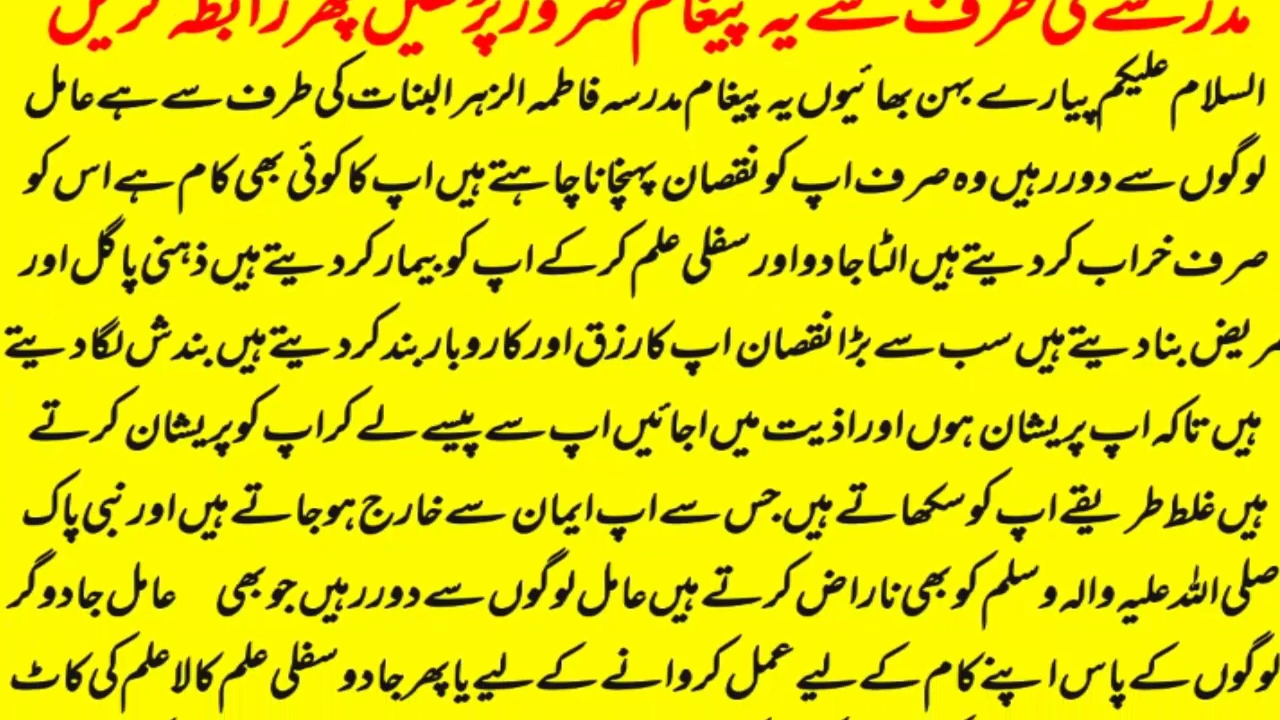 مدرسے کی طرف سے یہ پیغام ضرور پڑھیں پھر رابطہ کریں
السلام علیکم پیارے بہن بھائیوں یہ پیغام مدرسہ فاطمہ الزہرا لبنات کی طرف سے ہے عامل
لوگوں سے دور رہیں وہ صرف اپ کو نقصان پہنچانا چاہتے ہیں اپ کا کوئی بھی کام ہے اس کو
صرف خراب کر دیتے ہیں الٹا جادو اور سفلی علم کر کے اپ کو بیمار کر دیتے ہیں ذہنی پاگل اور
مریض بنا دیتے ہیں سب سے بڑا نقصان اپ کا رزق اور کاروبار بند کر دیتے ہیں بندش لگا دیتے
ہیں تاکہ اپ پریشان ہوں اور اذیت میں اجائیں اپ سے پیسے لے کر اپ کو پریشان کرتے
ہیں غلط طریقے اپ کو سکھاتے ہیں جس سے اپ ایمان سے خارج ہو جاتے ہیں اور نبی پاک
صلی اللہ علیہ والہ وسلم کو بھی ناراض کرتے ہیں عامل لوگوں سے دور رہیں جو بھی عامل جادوگر
لوگوں کے پاس اپنے کام کے لیے عمل کروانے کے لیے یا پھر جادو سفلی علم کالا علم کی کاٹ